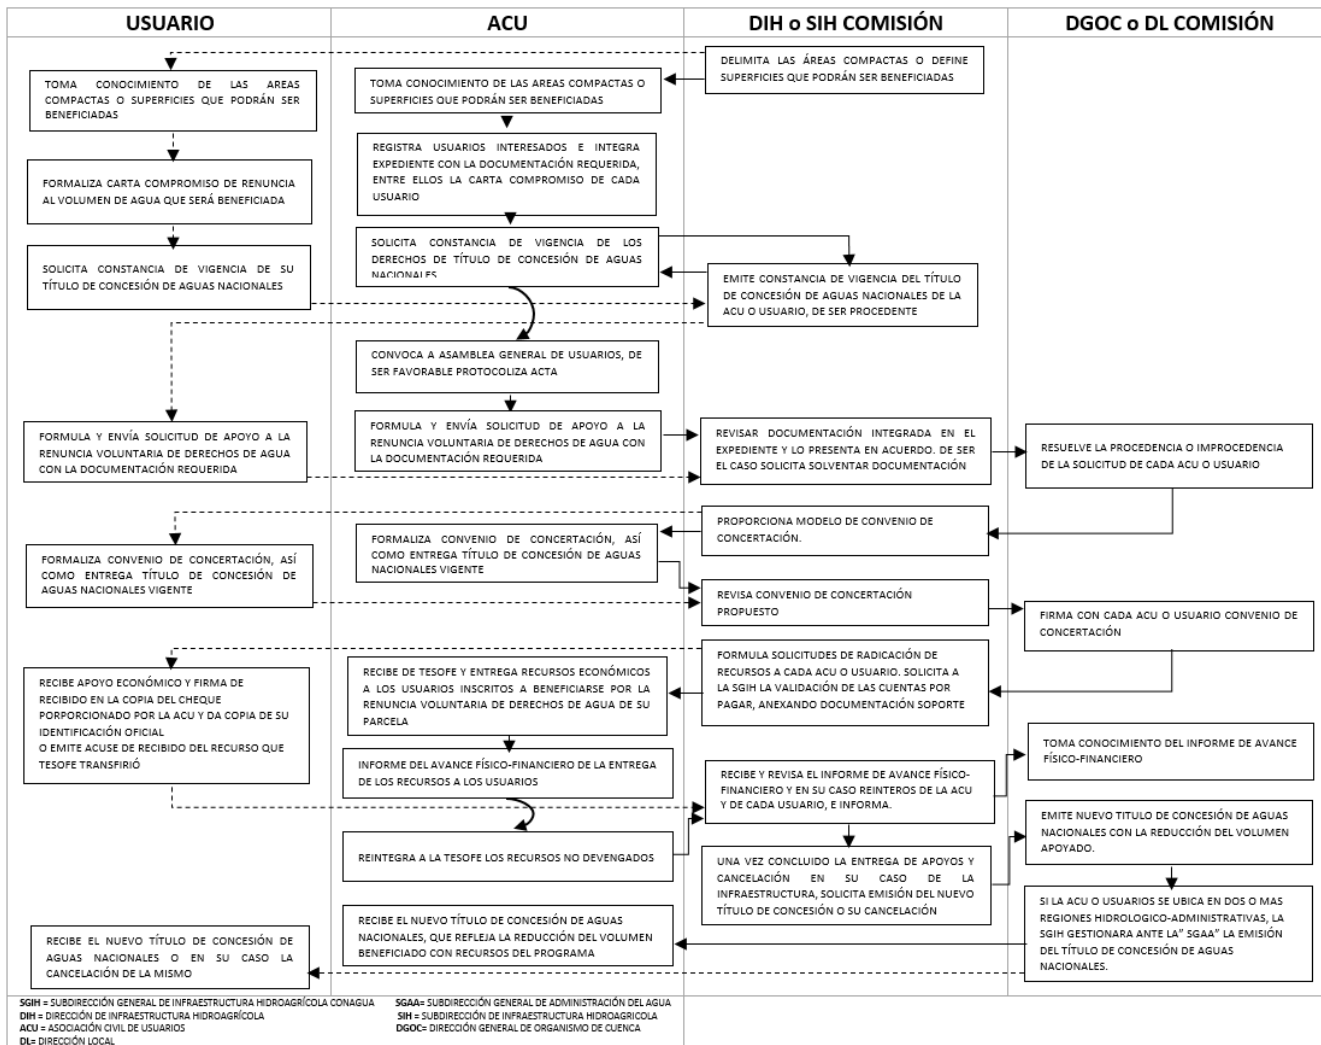 USUARIO
ACU
DIH o SIH COMISIÓN
DGOC o DL COMISIÓN
DELIMITA LAS ÁREAS COMPACTAS O DEFINE
SUPERFICIES QUE PODRÁN SER BENEFICIADAS
TOMA CONOCIMIENTO DE LAS AREAS
COMPACTAS O SUPERFICIES QUE PODRÁN SER
BENEFICIADAS
TOMA CONOCIMIENTO DE LAS AREAS COMPACTAS O
SUPERFICIES QUE PODRÁN SER BENEFICIADAS
REGISTRA USUARIOS INTERESADOS E INTEGRA
EXPEDIENTE CON LA DOCUMENTACIÓN REQUERIDA,
ENTRE ELLOS LA CARTA COMPROMISO DE CADA
USUARIO
FORMALIZA CARTA COMPROMISO DE RENUNCIA
AL VOLUMEN DE AGUA QUE SERÁ BENEFICIADA
SOLICITA CONSTANCIA DE VIGENCIA DE LOS
DERECHOS DE TÍTULO DE CONCESIÓN DE AGUAS
NACIONALES
SOLICITA CONSTANCIA DE VIGENCIA DE SU
TÍTULO DE CONCESIÓN DE AGUAS NACIONALES
EMITE CONSTANCIA DE VIGENCIA DEL TÍTULO
DE CONCESIÓN DE AGUAS NACIONALES DE LA
ACU O USUARIO, DE SER PROCEDENTE
CONVOCA A ASAMBLEA GENERAL DE USUARIOS, DE
SER FAVORABLE PROTOCOLIZA ACTA
FORMULA Y ENVÍA SOLICITUD DE APOYO A LA
RENUNCIA VOLUNTARIA DE DERECHOS DE AGUA
CON LA DOCUMENTACIÓN REQUERIDA
FORMULA Y ENVÍA SOLICITUD DE APOYO A LA
RENUNCIA VOLUNTARIA DE DERECHOS DE AGUA CON
LA DOCUMENTACIÓN REQUERIDA
REVISAR DOCUMENTACIÓN INTEGRADA EN EL
EXPEDIENTE Y LO PRESENTA EN ACUERDO. DE SER
EL CASO SOLICITA SOLVENTAR DOCUMENTACIÓN
RESUELVE LA PROCEDENCIA O IMPROCEDENCIA
DE LA SOLICITUD DE CADA ACU O USUARIO
PROPORCIONA MODELO DE CONVENIO DE
CONCERTACIÓN.
FORMALIZA CONVENIO DE CONCERTACIÓN, ASÍ
COMO ENTREGA TÍTULO DE CONCESIÓN DE AGUAS
NACIONALES VIGENTE
FORMALIZA CONVENIO DE CONCERTACIÓN, ASÍ
COMO ENTREGA TÍTULO DE CONCESIÓN DE
AGUAS NACIONALES VIGENTE
REVISA CONVENIO DE CONCERTACIÓN
PROPUESTO
FIRMA CON CADA ACU O USUARIO CONVENIO DE
CONCERTACIÓN
FORMULA SOLICITUDES DE RADICACIÓN DE
RECURSOS A CADA ACU O USUARIO. SOLICITA A
LA SGIH LA VALIDACIÓN DE LAS CUENTAS POR
PAGAR, ANEXANDO DOCUMENTACIÓN SOPORTE
RECIBE DE TESOFE Y ENTREGA RECURSOS ECONÓMICOS
A LOS USUARIOS INSCRITOS A BENEFICIARSE POR LA
RENUNCIA VOLUNTARIA DE DERECHOS DE AGUA DE SU
PARCELA
RECIBE APOYO ECONÓMICO Y FIRMA DE
RECIBIDO EN LA COPIA DEL CHEQUE
PORPORCIONADO POR LA ACU Y DA COPIA DE SU
IDENTIFICACIÓN OFICIAL
O EMITE ACUSE DE RECIBIDO DEL RECURSO QUE
TESOFE TRANSFIRIÓ
INFORME DEL AVANCE FÍSICO-FINANCIERO DE LA ENTREGA
DE LOS RECURSOS A LOS USUARIOS
TOMA CONOCIMIENTO DEL INFORME DE AVANCE
FÍSICO-FINANCIERO
RECIBE Y REVISA EL INFORME DE AVANCE FÍSICO-
FINANCIERO Y EN SU CASO REINTEROS DE LA ACU
Y DE CADA USUARIO, E INFORMA.
EMITE NUEVO TITULO DE CONCESIÓN DE AGUAS
NACIONALES CON LA REDUCCIÓN DEL VOLUMEN
APOYADO.
REINTEGRA A LA TESOFE LOS RECURSOS NO DEVENGADOS
UNA VEZ CONCLUIDO LA ENTREGA DE APOYOS Y
CANCELACIÓN EN SU CASO DE LA
INFRAESTRUCTURA, SOLICITA EMISIÓN DEL NUEVO
TÍTULO DE CONCESIÓN O SU CANCELACIÓN
SI LA ACU O USUARIOS SE UBICA EN DOS O MAS
REGIONES HIDROLOGICO-ADMINISTRATIVAS, LA
SGIH GESTIONARA ANTE LA" SGAA" LA EMISIÓN
DEL TÍTULO DE CONCESIÓN DE AGUAS
NACIONALES.
RECIBE EL NUEVO TÍTULO DE CONCESIÓN DE AGUAS
NACIONALES, QUE REFLEJA LA REDUCCIÓN DEL VOLUMEN
BENEFICIADO CON RECURSOS DEL PROGRAMA
RECIBE EL NUEVO TÍTULO DE CONCESIÓN DE
AGUAS NACIONALES O EN SU CASO LA
CANCELACIÓN DE LA MISMO
SGIH = SUBDIRECCIÓN GENERAL DE INFRAESTRUCTURA HIDROAGRÍCOLA CONAGUA SGAA= SUBDIRECCIÓN GENERAL DE ADMINISTRACIÓN DEL AGUA
DIH = DIRECCIÓN DE INFRAESTRUCTURA HIDROAGRÍCOLA SIH = SUBDIRECCIÓN DE INFRAESTRUCTURA HIDROAGRICOLA
ACU = ASOCIACIÓN CIVIL DE USUARIOS DGOC= DIRECCIÓN GENERAL DE ORGANISMO DE CUENCA
DL= DIRECCIÓN LOCAL